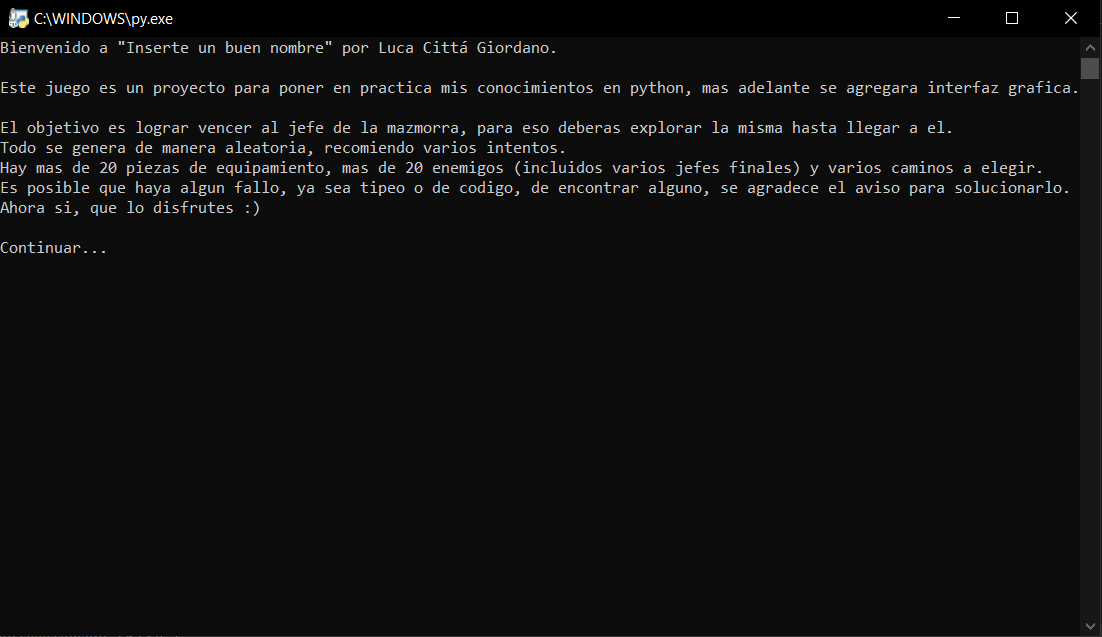 C:\WINDOWS\py.exe
Bienvenido a "Inserte un buen nombre" por Luca Cittá Giordano.
Este juego es un proyecto para poner en practica mis conocimientos en python, mas adelante se agregara interfaz grafica.
El objetivo es lograr vencer al jefe de la mazmorra, para eso deberas explorar la misma hasta llegar a el.
Todo se genera de manera aleatoria, recomiendo varios intentos.
Hay mas de 20 piezas de equipamiento, mas de 20 enemigos (incluidos varios jefes finales) y varios caminos a elegir.
Es posible que haya algun fallo, ya sea tipeo o de codigo, de encontrar alguno, se agradece el aviso para solucionarlo.
Ahora si, que lo disfrutes :)
Continuar...